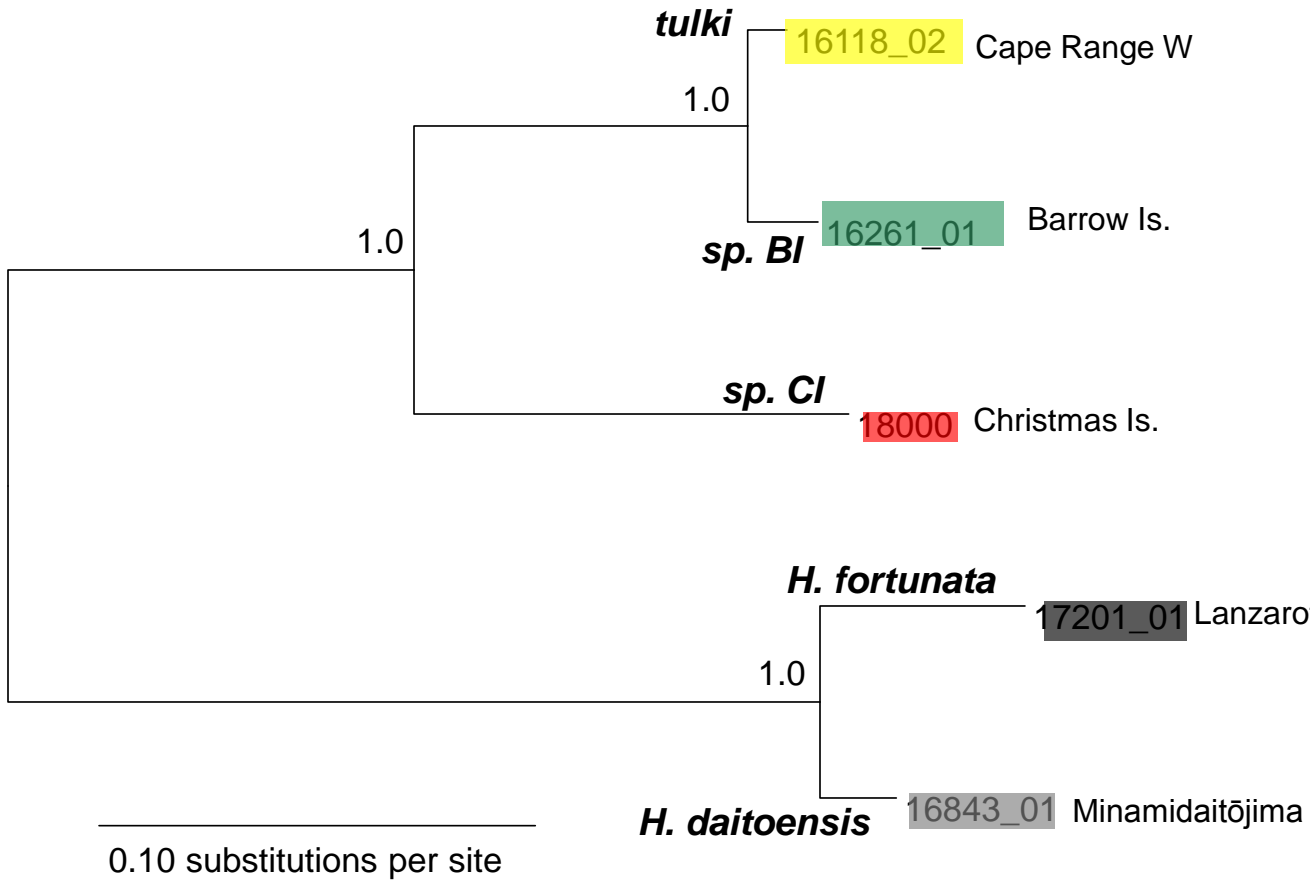 tulki
16118_02 Cape Range W
1.0
16261_01 Barrow Is.
sp. BI
1.0
sp. CI
18000 Christmas Is.
H. fortunata
17201_01 Lanzaro
1.0
H. daitoensis 16843_01 Minamidaitōjima
0.10 substitutions per site